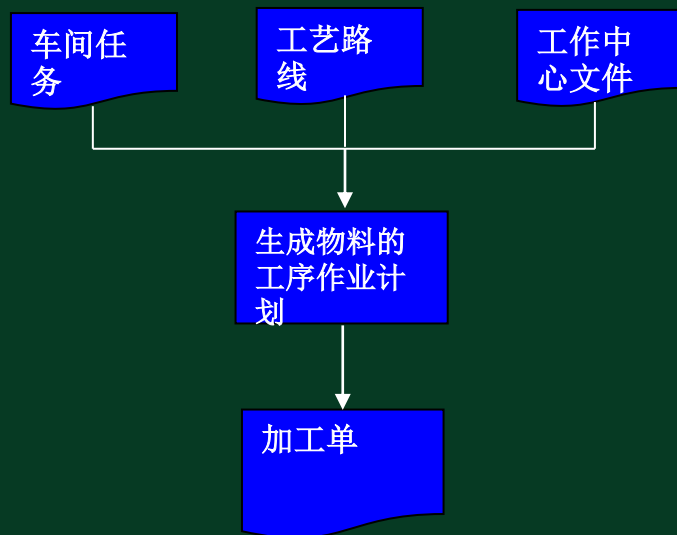 车间任
务
工艺路
线
工作中
心文件
生成物料的
工序作业计
划
加工单